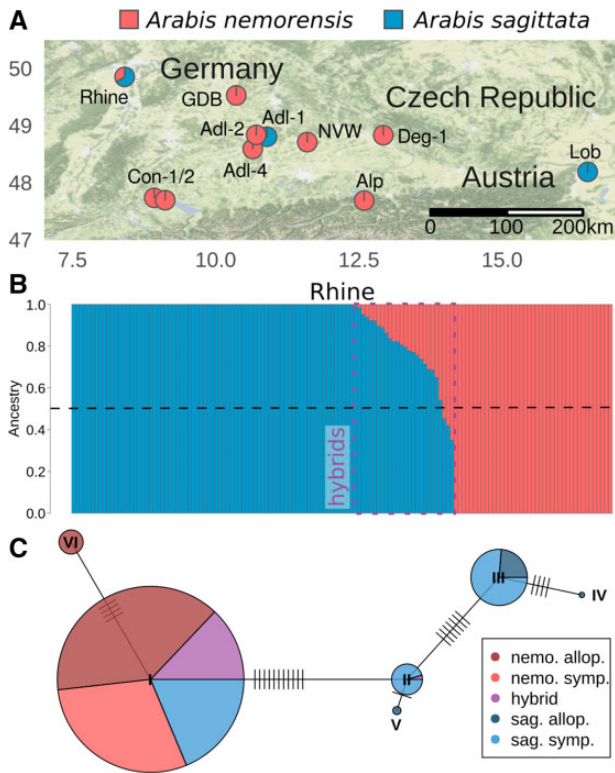 A
Arabis nemorensis Arabis sagittata
50
49
48
47
Germany
Czech Republic
Austria
Rhine
GDB
Adl-1
Adl-2
NVW
Deg-1
Adl-4
Lob
Con-1/2
Alp
0 100 200km
7.5 10.0 12.5 15.0
B
Rhine
1.0
0.8
0.6
0.4
0.2
0.0
Ancestry
hybrids
C
VI
III
IV
I
II
V
nemo. allop.
nemo. symp.
hybrid
sag. allop.
sag. symp.